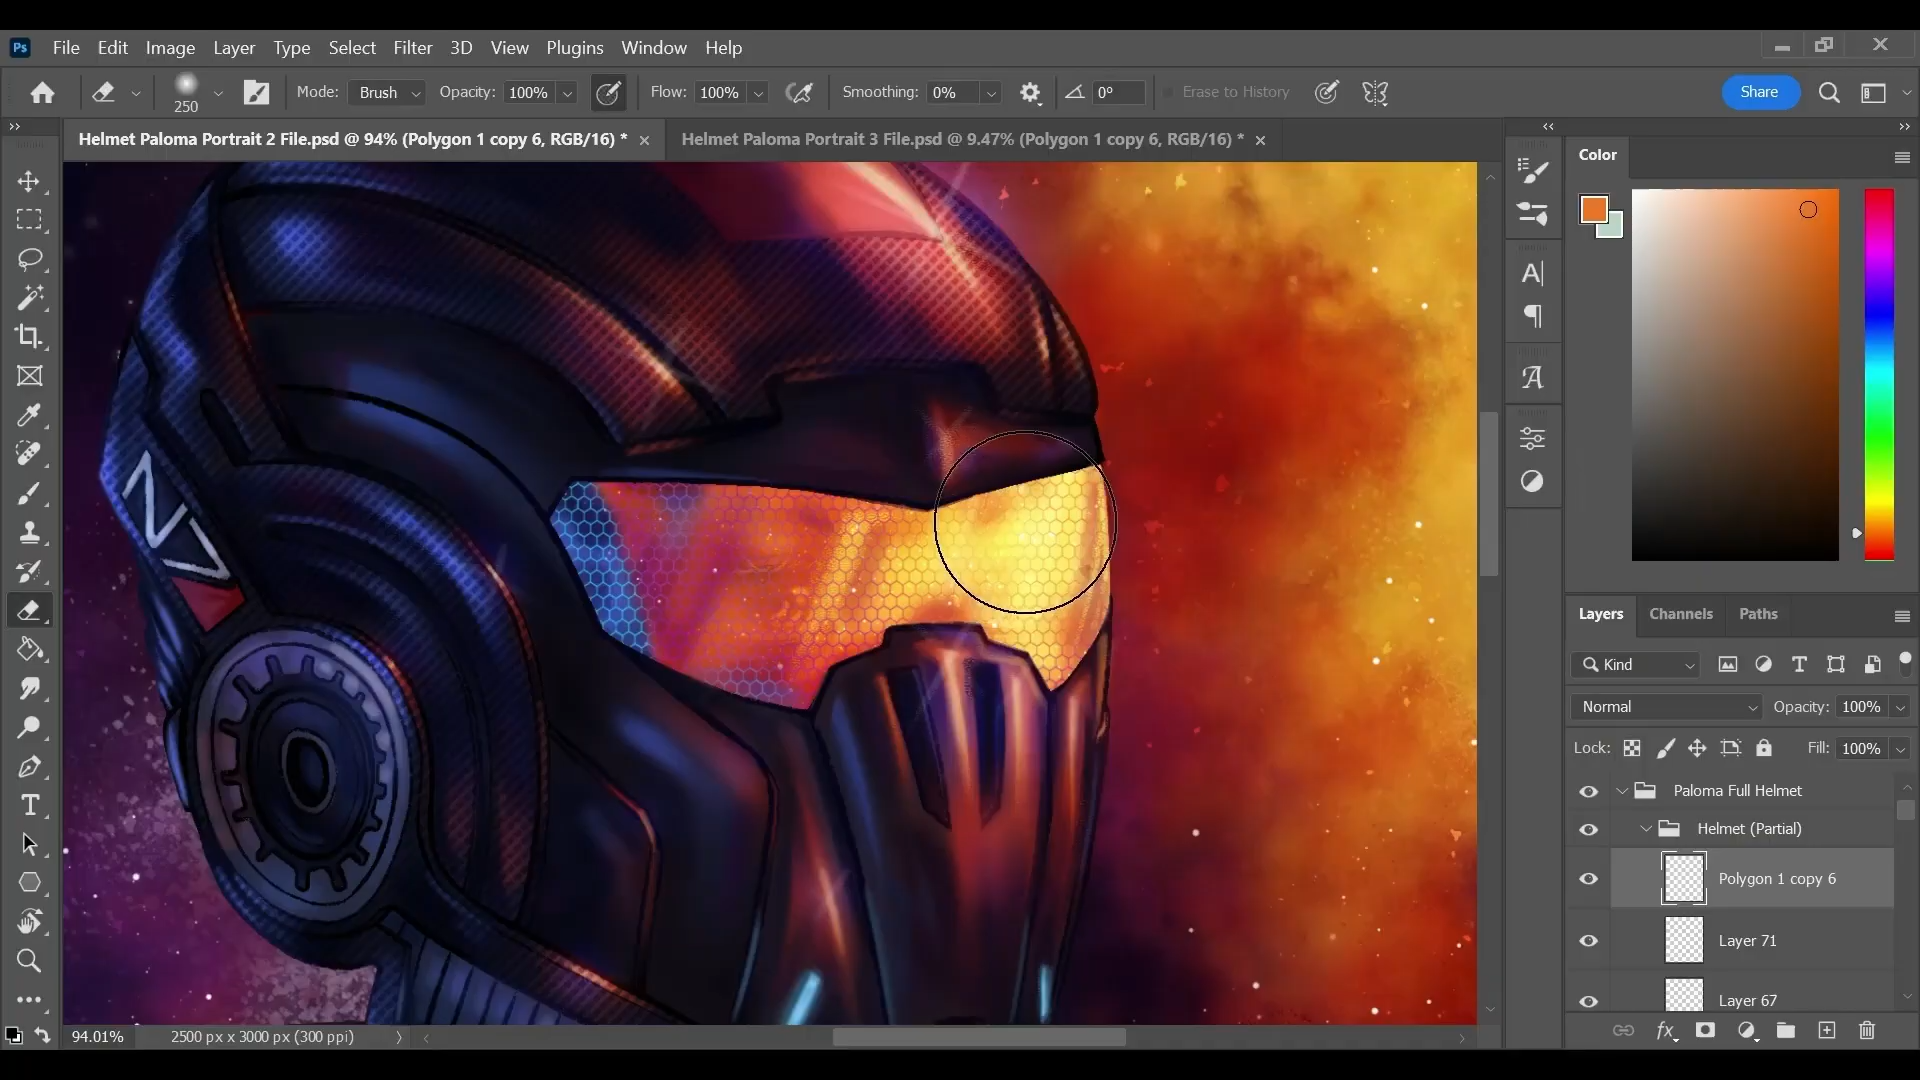 Ps File Edit Image Layer Type Select Filter 3D View Plugins Window Help
250 Mode: Brush Opacity: 100% Flow: 100% Smoothing: 0% 0° Erase to History Share
Helmet Paloma Portrait 2 File.psd @ 94% (Polygon 1 copy 6, RGB/16) * Helmet Paloma Portrait 3 File.psd @ 9.47% (Polygon 1 copy 6, RGB/16) *
Color
N7
Layers Channels Paths
Kind
Normal Opacity: 100%
Lock: Fill: 100%
Paloma Full Helmet
Helmet (Partial)
Polygon 1 copy 6
Layer 71
Layer 67
94.01% 2500 px x 3000 px (300 ppi)